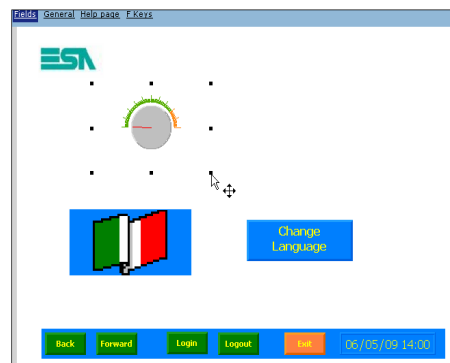 Fields General Help page F.Keys
ESA
Change
Language
Back Forward Login Logout Exit 06/05/09 14:00